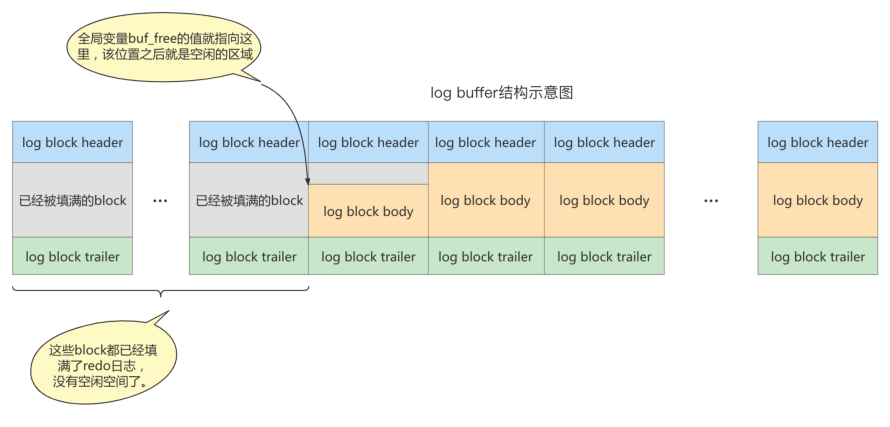 全局变量buf_free的值就指向这
里，该位置之后就是空闲的区域
log buffer结构示意图
log block header
log block header
log block header
log block header
log block header
log block header
已经被填满的block
...
已经被填满的block
log block body
log block body
log block body
...
log block body
log block trailer
log block trailer
log block trailer
log block trailer
log block trailer
log block trailer
这些block都已经填
满了redo日志，
没有空闲空间了。